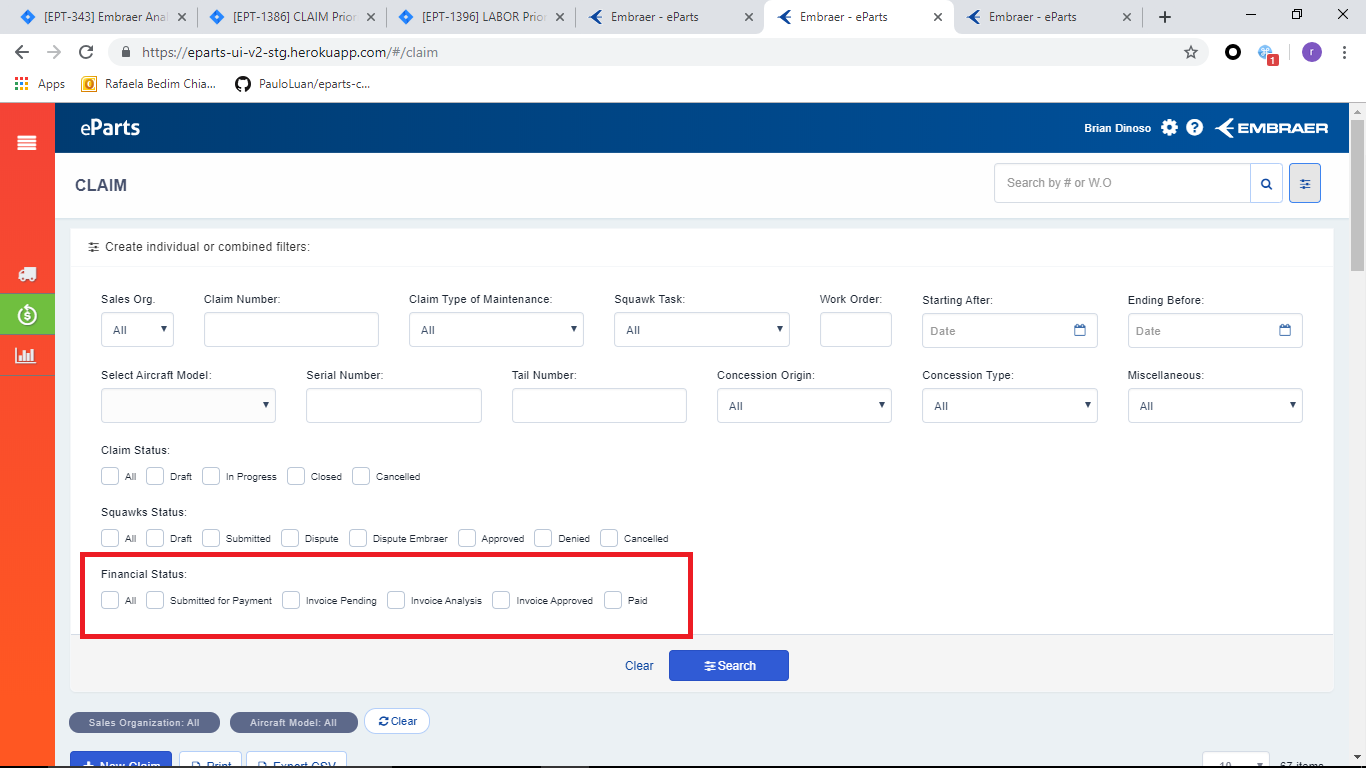 [EPT-343] Embraer Anal
[EPT-1386] CLAIM Prior
[EPT-1396] LABOR Prior
Embraer - eParts
Embraer - eParts
Embraer - eParts
https://eparts-ui-v2-stg.herokuapp.com/#/claim
1
r
Apps
Rafaela Bedim Chia...
PauloLuan/eparts-c...
eParts
Brian Dinoso
EMBRAER
CLAIM
Search by # or W.O
Create individual or combined filters:
Sales Org. Claim Number: Claim Type of Maintenance: Squawk Task: Work Order: Starting After: Ending Before:
All All All Date Date
Select Aircraft Model: Serial Number: Tail Number: Concession Origin: Concession Type: Miscellaneous:
All All All
Claim Status:
All Draft In Progress Closed Cancelled
Squawks Status:
All Draft Submitted Dispute Dispute Embraer Approved Denied Cancelled
Financial Status:
All Submitted for Payment Invoice Pending Invoice Analysis Invoice Approved Paid
Clear Search
Sales Organization: All Aircraft Model: All Clear
New Claim Print Export CSV 10 67 items